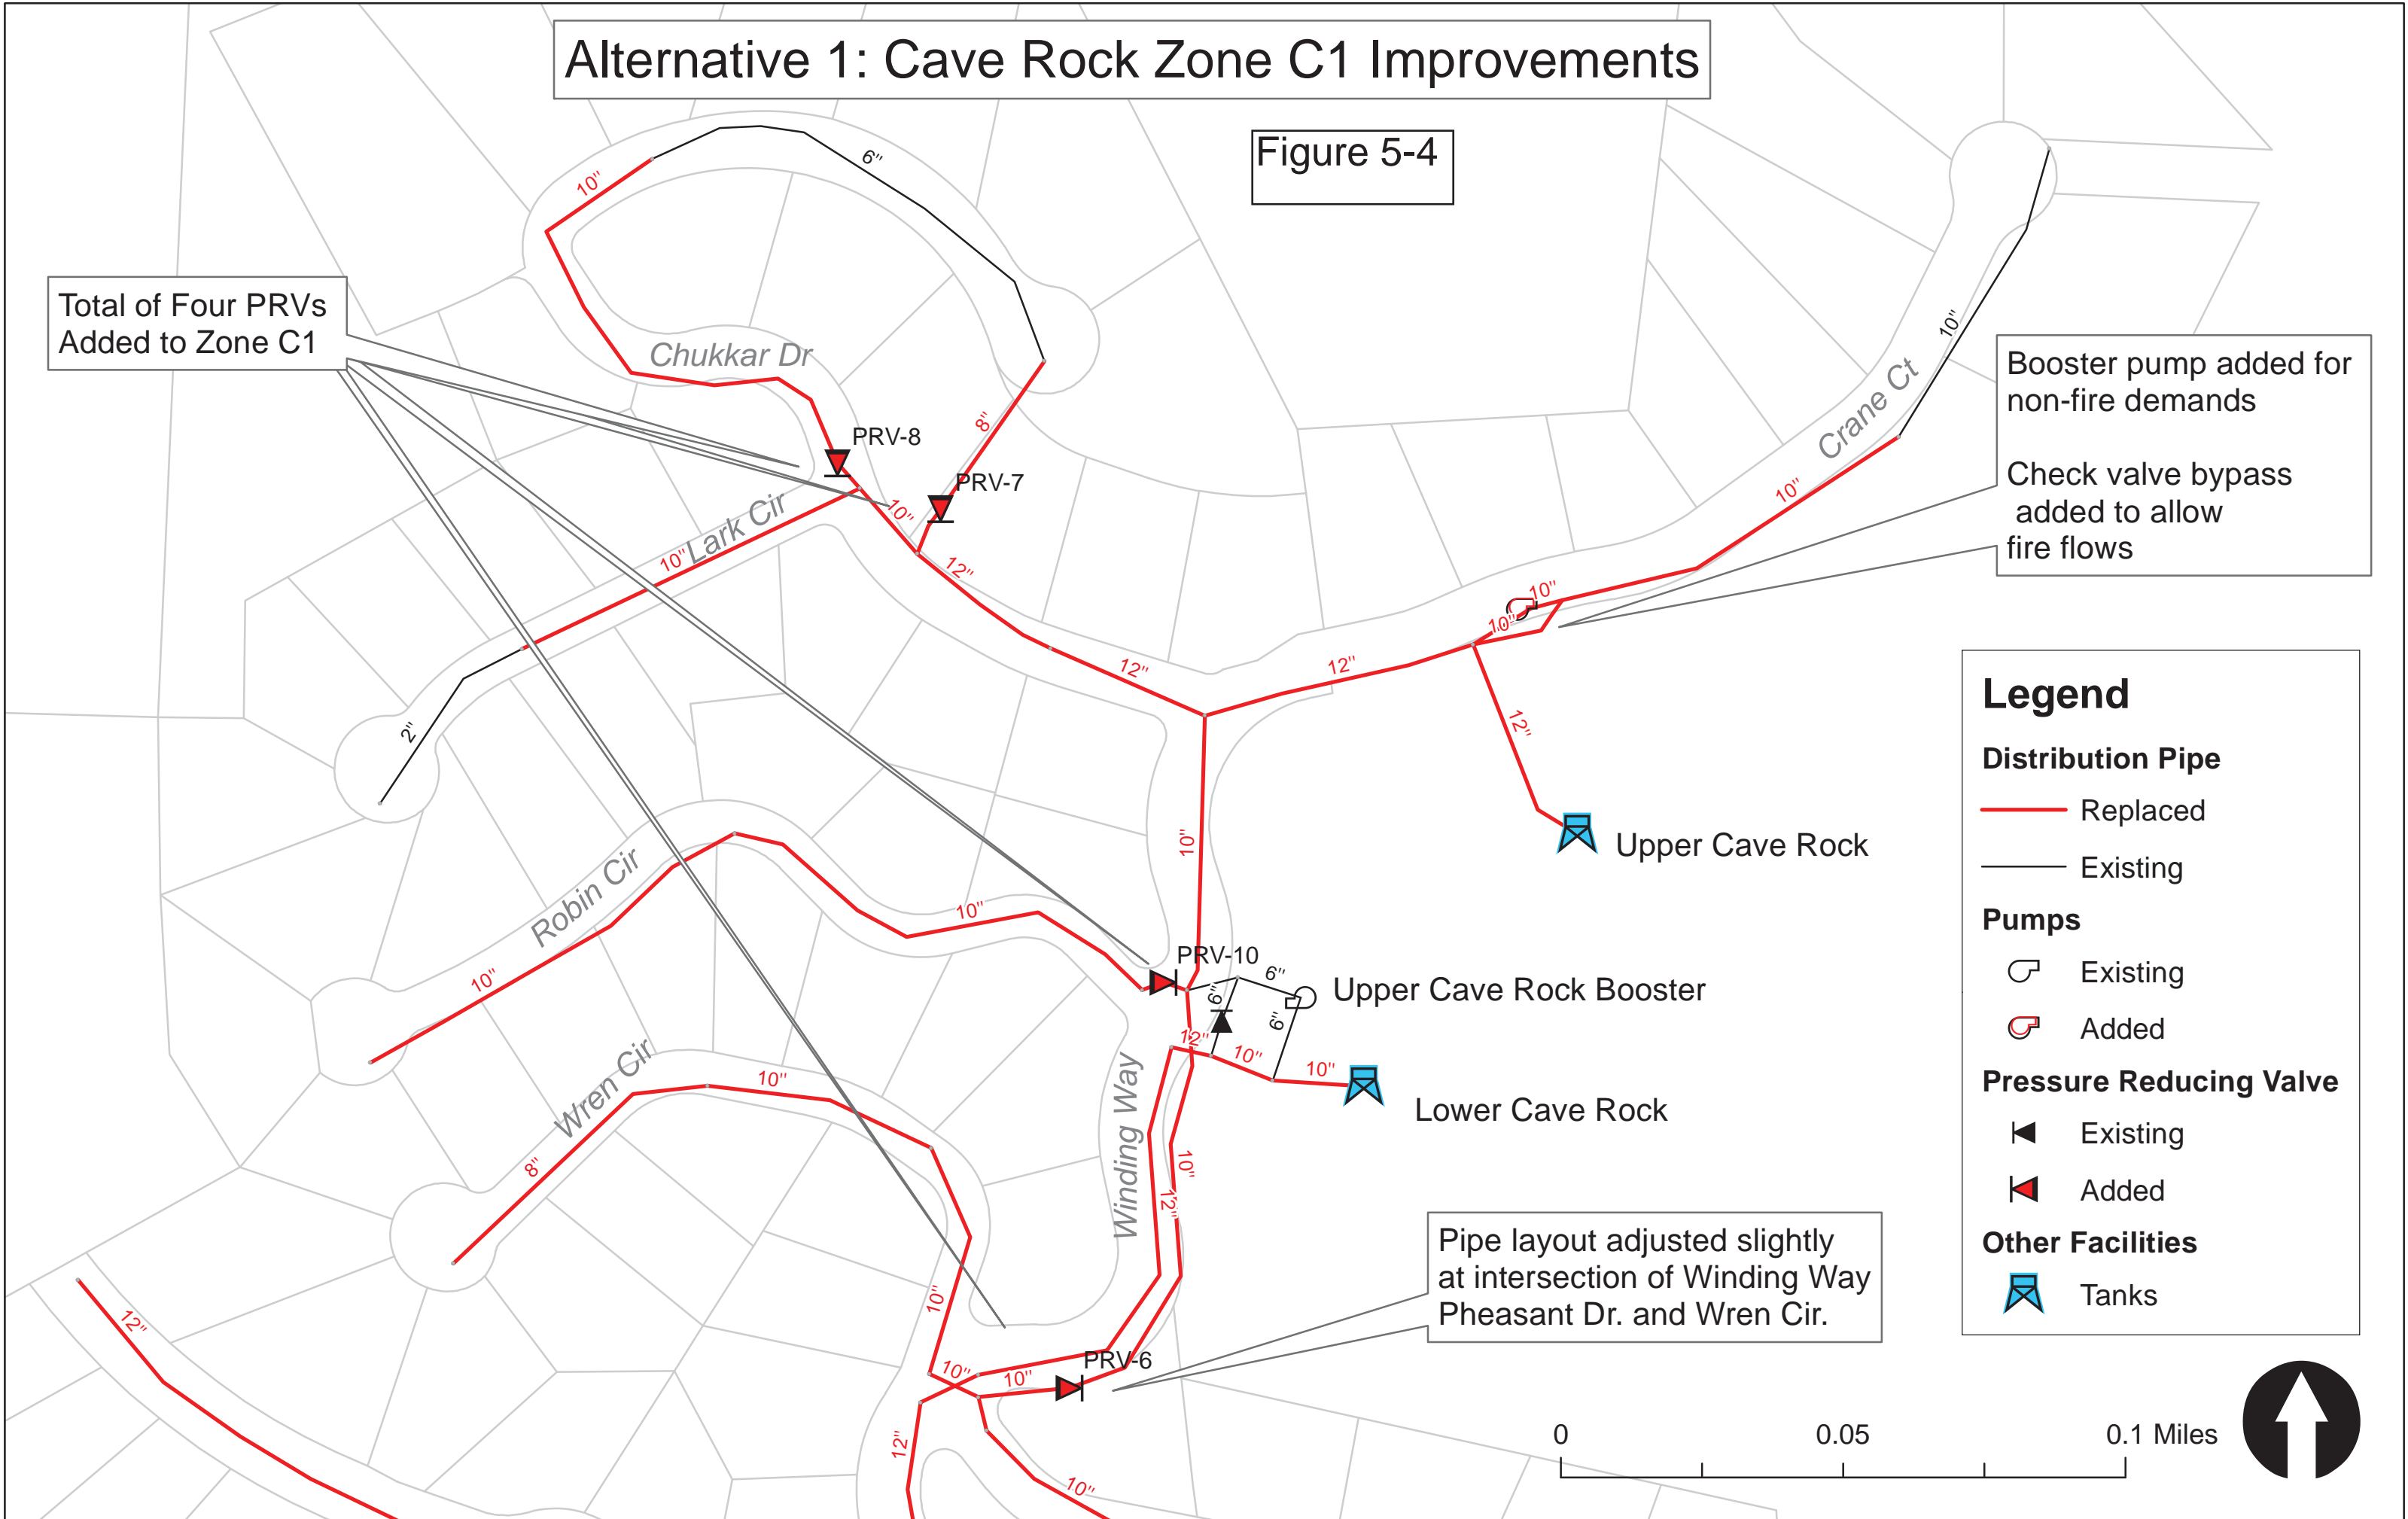 Alternative 1: Cave Rock Zone C1 Improvements
Figure 5-4
Total of Four PRVs
Added to Zone C1
Booster pump added for
non-fire demands
Check valve bypass
added to allow
fire flows
10"
6"
Chukkar Dr
8"
PRV-8
PRV-7
10"
Lark Cir
10"
2"
12"
12"
12"
10"
10"
10"
10"
Crane Ct
12"
Upper Cave Rock
10"
Robin Cir
10"
10"
PRV-10
6"
6"
6"
Upper Cave Rock Booster
12"
10"
10"
Lower Cave Rock
Wren Cir
10"
8"
Winding Way
10"
12"
10"
Pipe layout adjusted slightly
at intersection of Winding Way
Pheasant Dr. and Wren Cir.
PRV-6
10"
10"
12"
12"
10"
Legend
Distribution Pipe
Replaced
Existing
Pumps
Existing
Added
Pressure Reducing Valve
Existing
Added
Other Facilities
Tanks
0
0.05
0.1 Miles